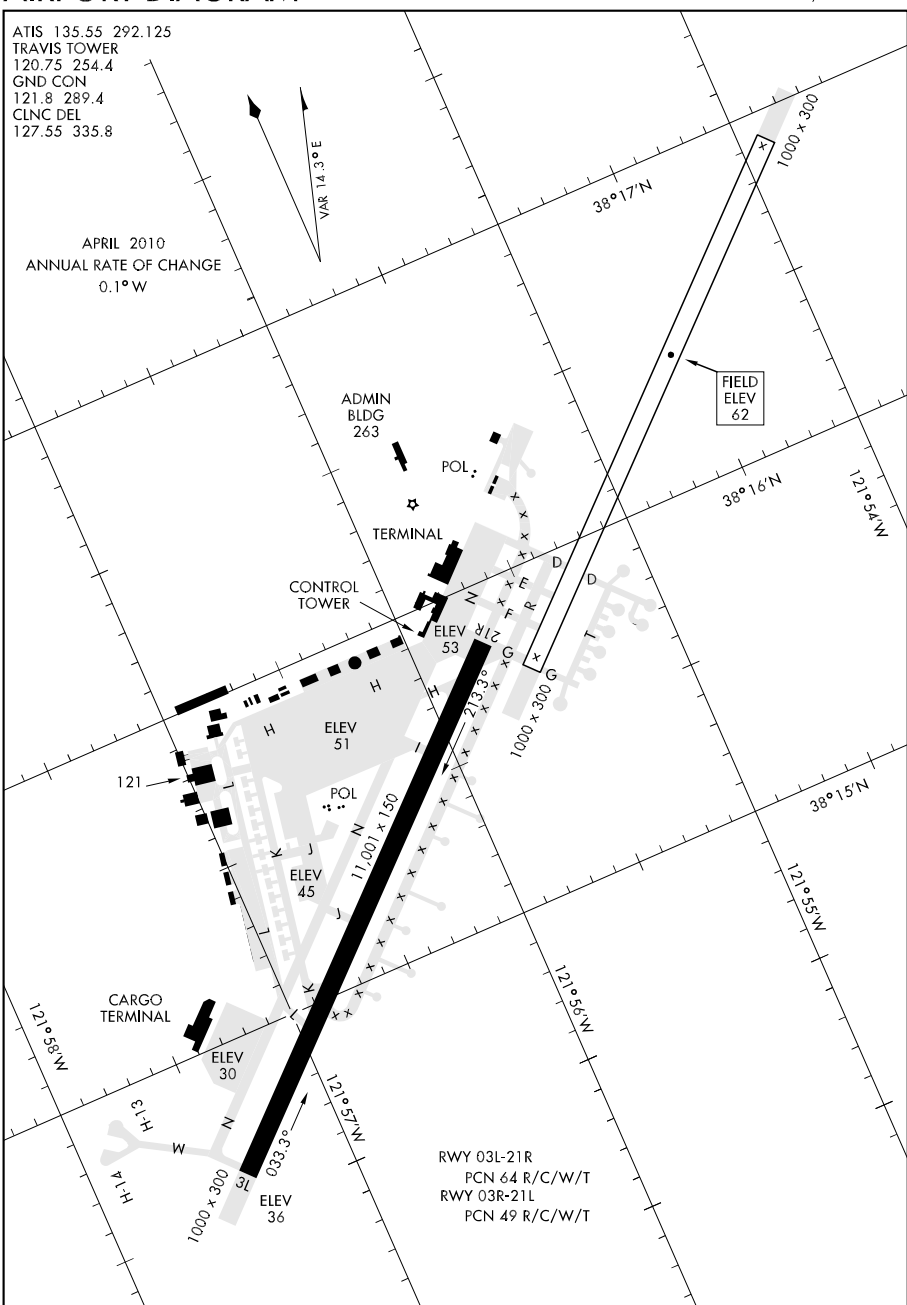 ATIS 135.55 292.125
TRAVIS TOWER
120.75 254.4
GND CON
121.8 289.4
CLNC DEL
127.55 335.8
VAR 14.3° E
APRIL 2010
ANNUAL RATE OF CHANGE
0.1° W
1000 x 300
38°17'N
FIELD
ELEV
62
ADMIN
BLDG
263
POL
38°16'N
121°54'W
TERMINAL
CONTROL
TOWER
D
D
E
N
F
R
T
ELEV
53
21R
G
G
H
H
H
213.3°
1000 x 300
ELEV
51
I
121
L
POL
38°15'N
11,001 x 150
N
K
J
ELEV
45
J
L
121°55'W
K
L
121°56'W
CARGO
TERMINAL
121°58'W
ELEV
30
121°57'W
H-13
M
N
033.3°
H-14
3L
1000 x 300
ELEV
36
RWY 03L-21R
PCN 64 R/C/W/T
RWY 03R-21L
PCN 49 R/C/W/T